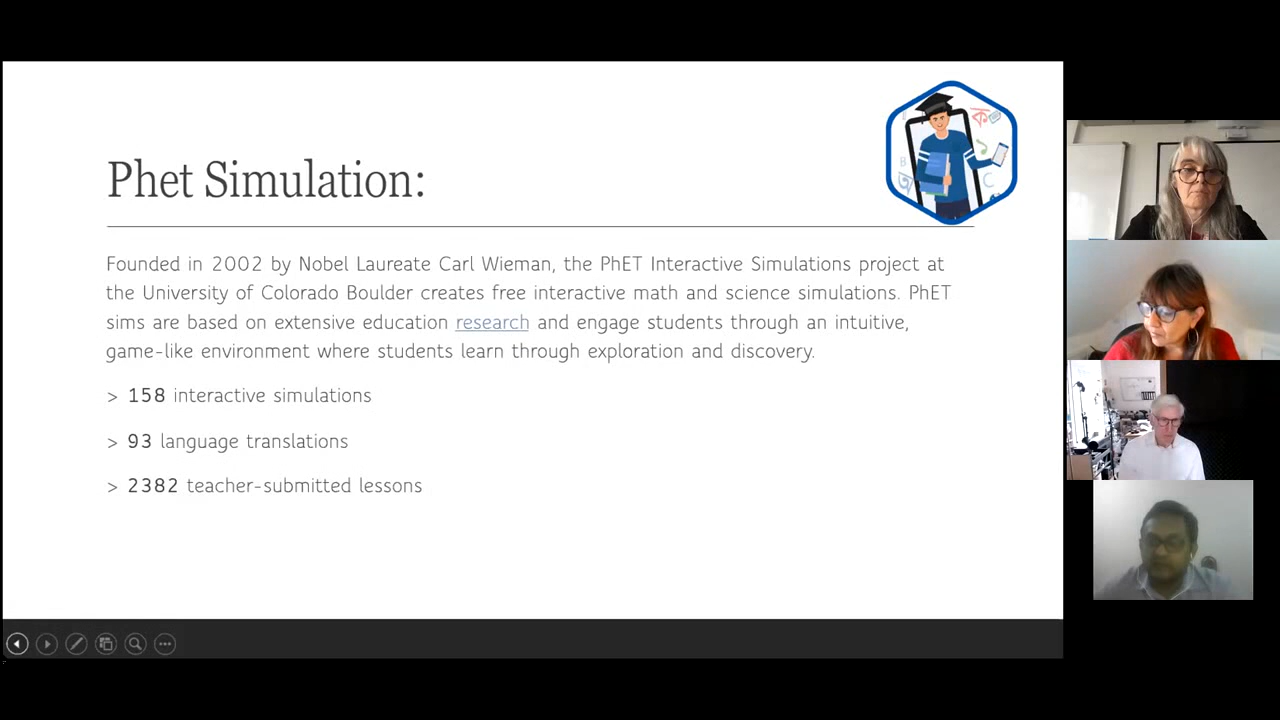 Phet Simulation:
Founded in 2002 by Nobel Laureate Carl Wieman, the PhET Interactive Simulations project at
the University of Colorado Boulder creates free interactive math and science simulations. PhET
sims are based on extensive education research and engage students through an intuitive,
game-like environment where students learn through exploration and discovery.
> 158 interactive simulations
> 93 language translations
> 2382 teacher-submitted lessons